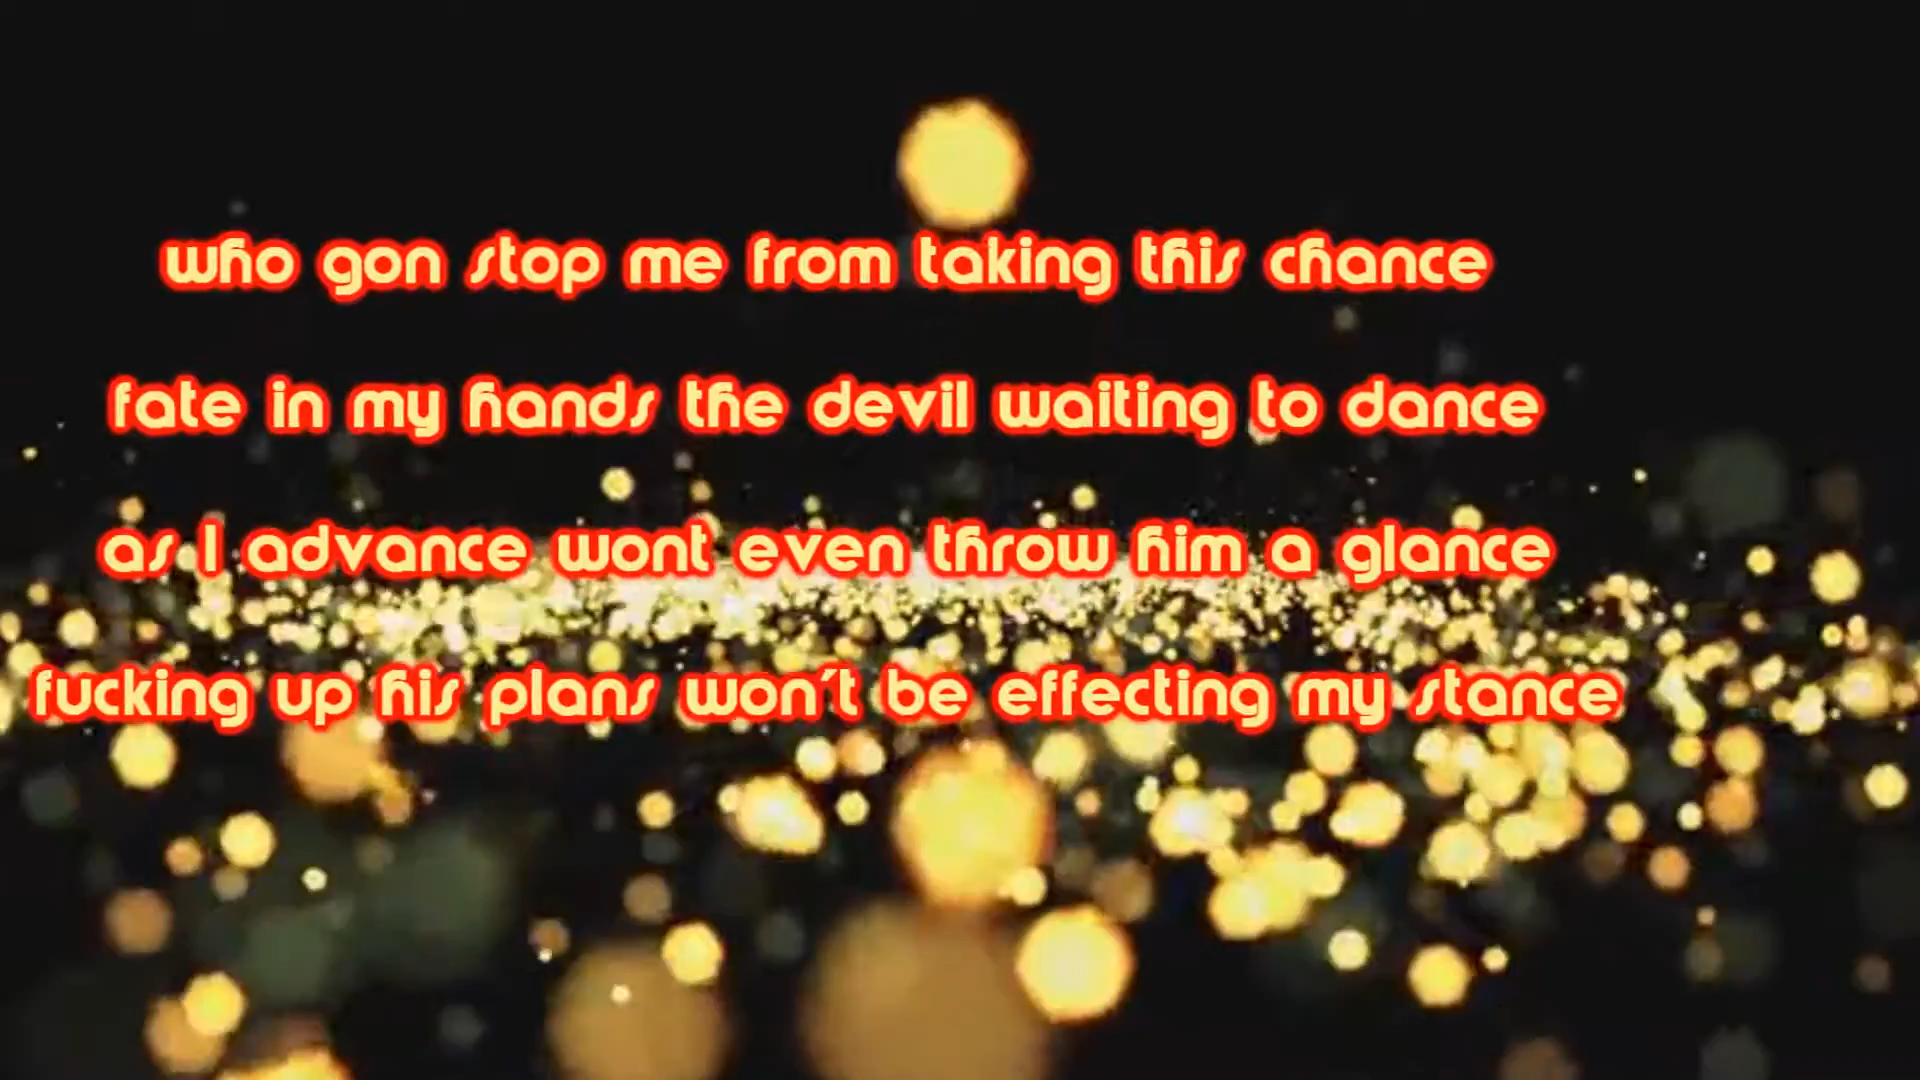 who gon stop me from taking this chance
fate in my hands the devil waiting to dance
as I advance wont even throw him a glance
fucking up his plans won't be effecting my stance